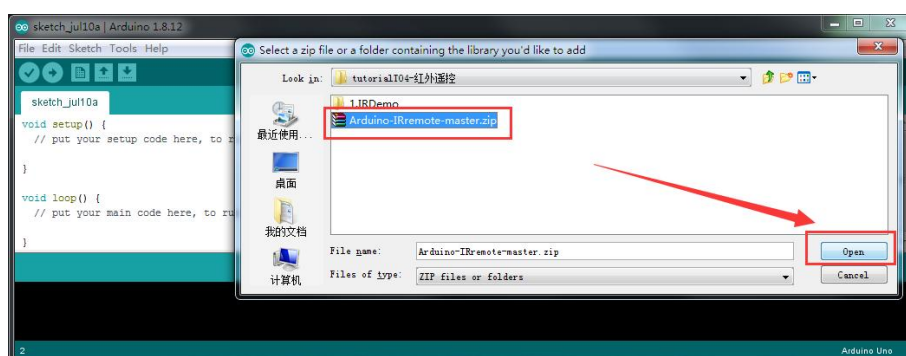 sketch_jul10a | Arduino 1.8.12
File Edit Sketch Tools Help
sketch_jul10a
void setup() {
// put your setup code here, to r
}
void loop() {
// put your main code here, to ru
}
Select a zip file or a folder containing the library you'd like to add
Look in: tutorialT04-红外遥控
1.IRDemo
Arduino-IRremote-master.zip
最近使用...
桌面
我的文档
计算机
File name: Arduino-IRremote-master.zip Open
Files of type: ZIP files or folders Cancel
2 Arduino Uno